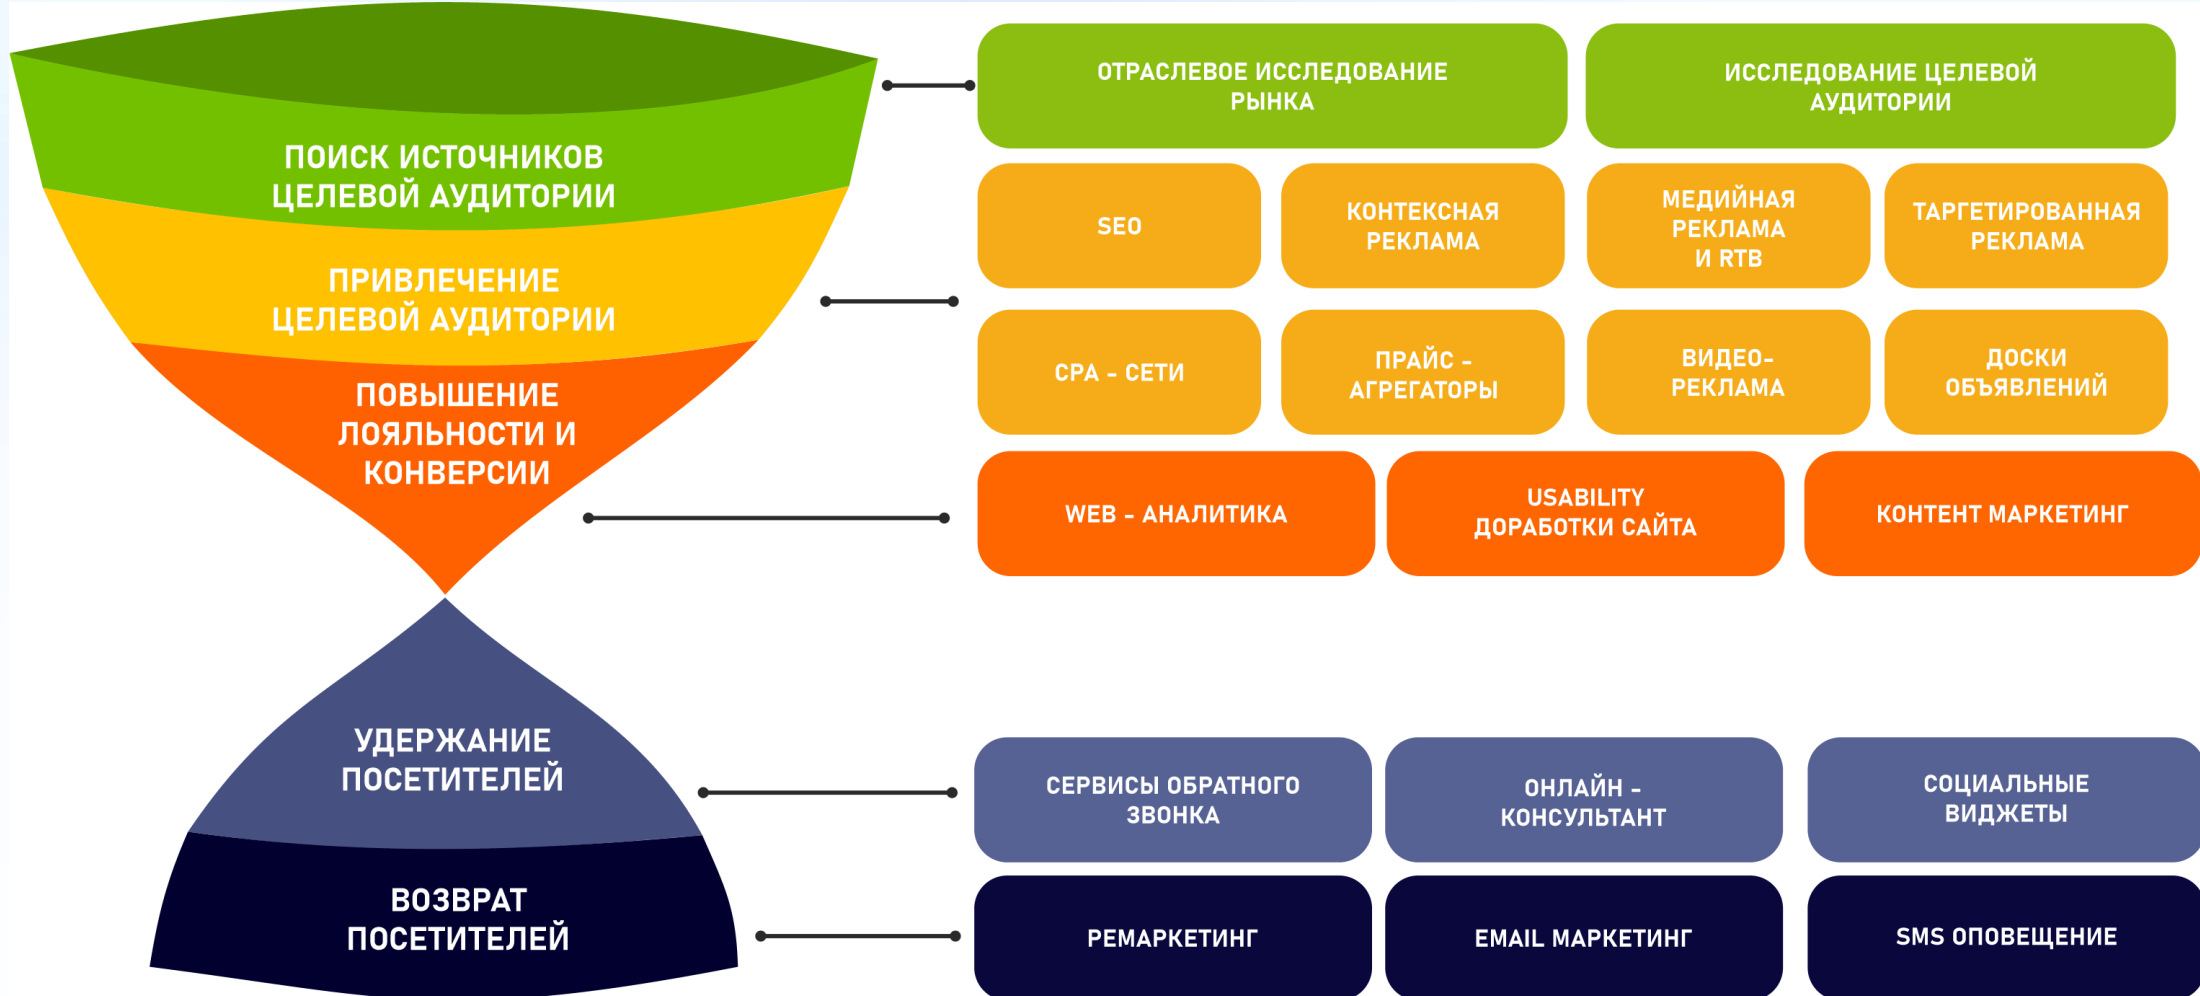 ПОИСК ИСТОЧНИКОВ
ЦЕЛЕВОЙ АУДИТОРИИ
ПРИВЛЕЧЕНИЕ
ЦЕЛЕВОЙ АУДИТОРИИ
ПОВЫШЕНИЕ
ЛОЯЛЬНОСТИ И
КОНВЕРСИИ
УДЕРЖАНИЕ
ПОСЕТИТЕЛЕЙ
ВОЗВРАТ
ПОСЕТИТЕЛЕЙ
ОТРАСЛЕВОЕ ИССЛЕДОВАНИЕ
РЫНКА
ИССЛЕДОВАНИЕ ЦЕЛЕВОЙ
АУДИТОРИИ
SEO
КОНТЕКСНАЯ
РЕКЛАМА
МЕДИЙНАЯ
РЕКЛАМА
И RTB
ТАРГЕТИРОВАННАЯ
РЕКЛАМА
CPA - СЕТИ
ПРАЙС -
АГРЕГАТОРЫ
ВИДЕО-
РЕКЛАМА
ДОСКИ
ОБЪЯВЛЕНИЙ
WEB - АНАЛИТИКА
USABILITY
ДОРАБОТКИ САЙТА
КОНТЕНТ МАРКЕТИНГ
СЕРВИСЫ ОБРАТНОГО
ЗВОНКА
ОНЛАЙН -
КОНСУЛЬТАНТ
СОЦИАЛЬНЫЕ
ВИДЖЕТЫ
РЕМАРКЕТИНГ
EMAIL МАРКЕТИНГ
SMS ОПОВЕЩЕНИЕ